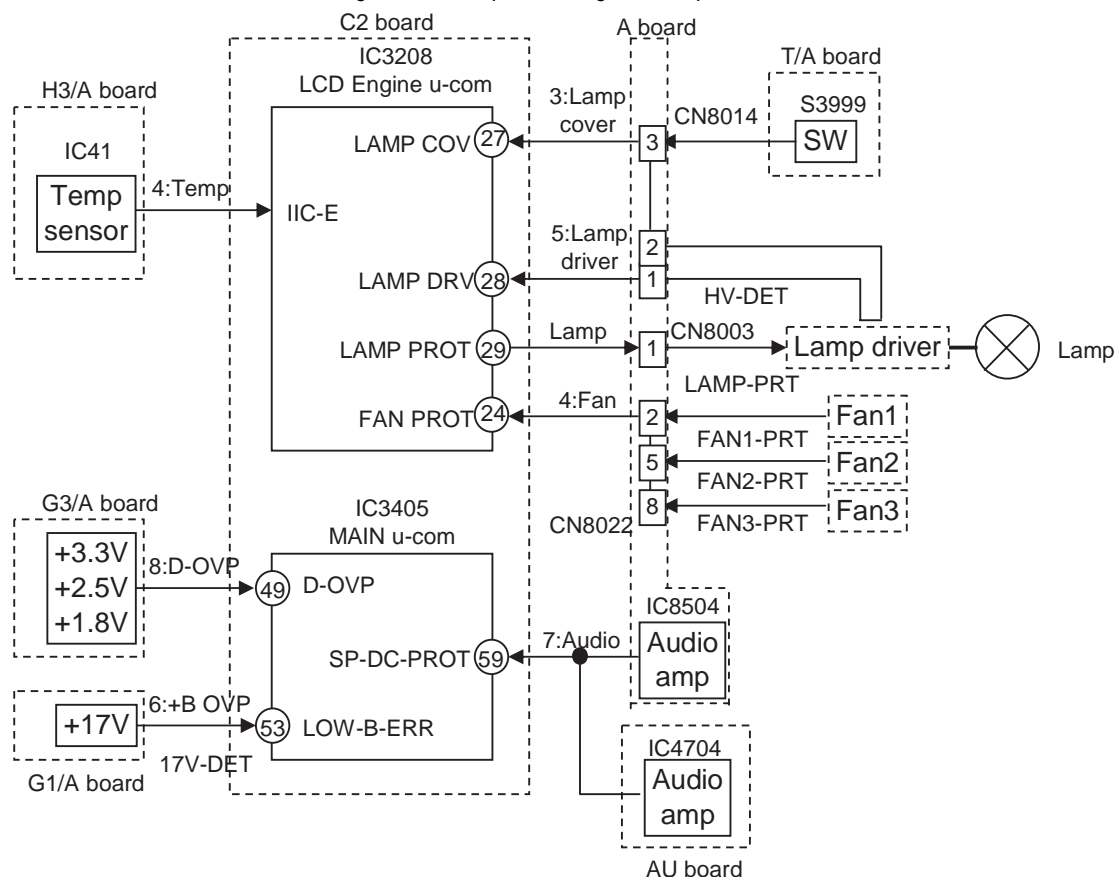 C2 board
A board
IC3208
LCD Engine u-com
T/A board
H3/A board
S3999
SW
3:Lamp
cover
CN8014
LAMP COV
27
3
IC41
Temp
sensor
4:Temp
IIC-E
5:Lamp
driver
2
LAMP DRV
28
1
HV-DET
LAMP PROT
29
Lamp
1
CN8003
Lamp driver
Lamp
LAMP-PRT
4:Fan
FAN PROT
24
2
Fan1
FAN1-PRT
5
Fan2
FAN2-PRT
8
Fan3
FAN3-PRT
CN8022
G3/A board
IC3405
MAIN u-com
+3.3V
+2.5V
+1.8V
8:D-OVP
49
D-OVP
IC8504
Audio
amp
7:Audio
SP-DC-PROT
59
6:+B OVP
+17V
53
LOW-B-ERR
17V-DET
G1/A board
IC4704
Audio
amp
AU board